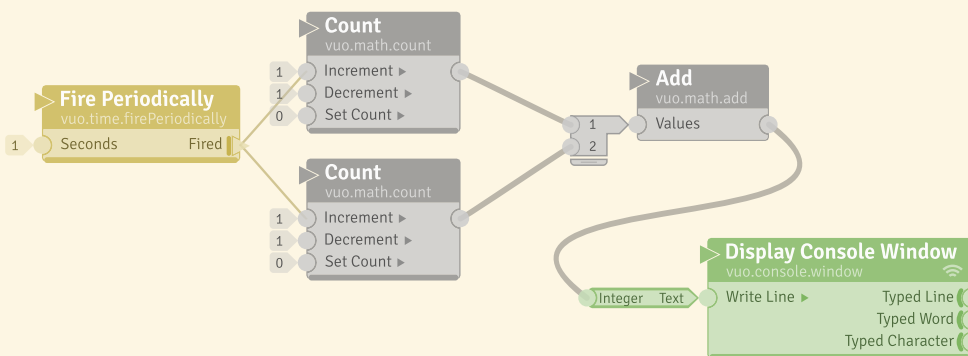 Fire Periodically
vuo.time.firePeriodically
1 Seconds Fired
Count
vuo.math.count
1 Increment
1 Decrement
0 Set Count
Count
vuo.math.count
1 Increment
1 Decrement
0 Set Count
1
2
Add
vuo.math.add
Values
Integer Text
Display Console Window
vuo.console.window
Write Line Typed Line
Typed Word
Typed Character